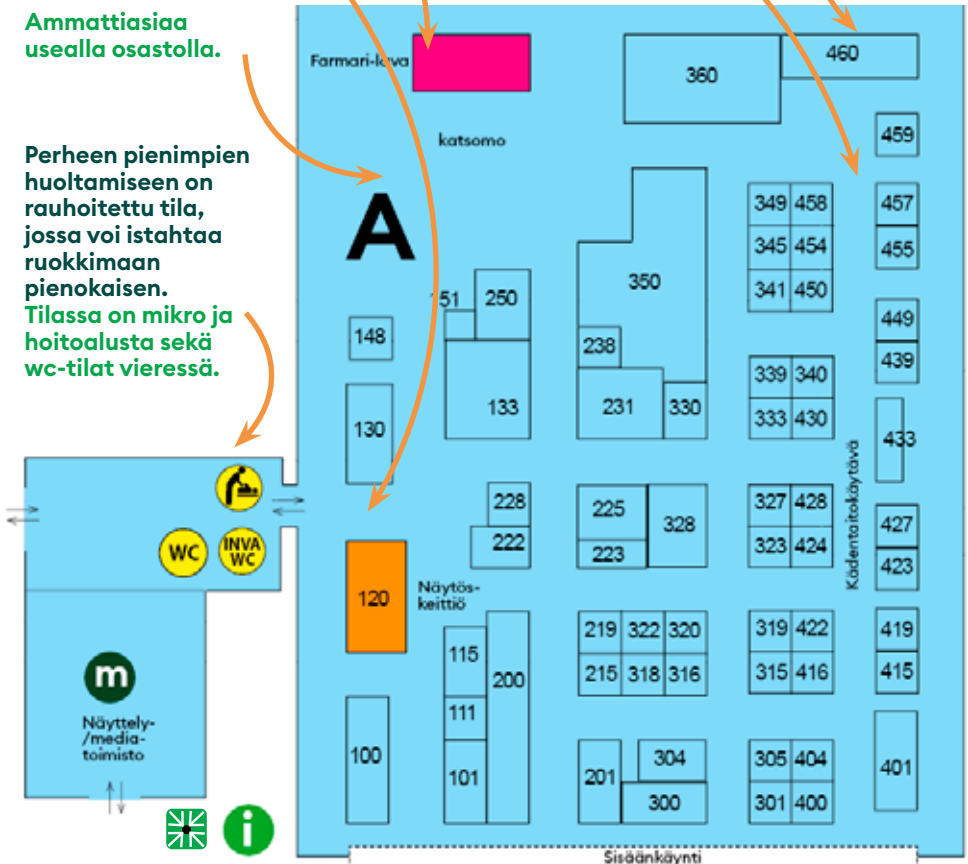 Ammattiasiaa
usealla osastolla.
Perheen pienimpien
huoltamiseen on
rauhoitettu tila,
jossa voi istahtaa
ruokkimaan
pienokaisen.
Tilassa on mikro ja
hoitoalusta sekä
wc-tilat vieressä.
Farmari-lava
katsomo
A
360
460
459
349 458
345 454
341 450
457
455
151 250
350
148
238
449
439
133
231 330
339 340
333 430
130
433
Kädentaitokäytävä
228
222
225
223
328
327 428
323 424
427
423
WC
INVA
WC
120
Näytös-
keittiö
115
111
101
200
219 322 320
215 318 316
319 422
315 416
419
415
m
Näyttely-
/media-
toimisto
100
201
304
300
305 404
301 400
401
i
Sisäänkäynti